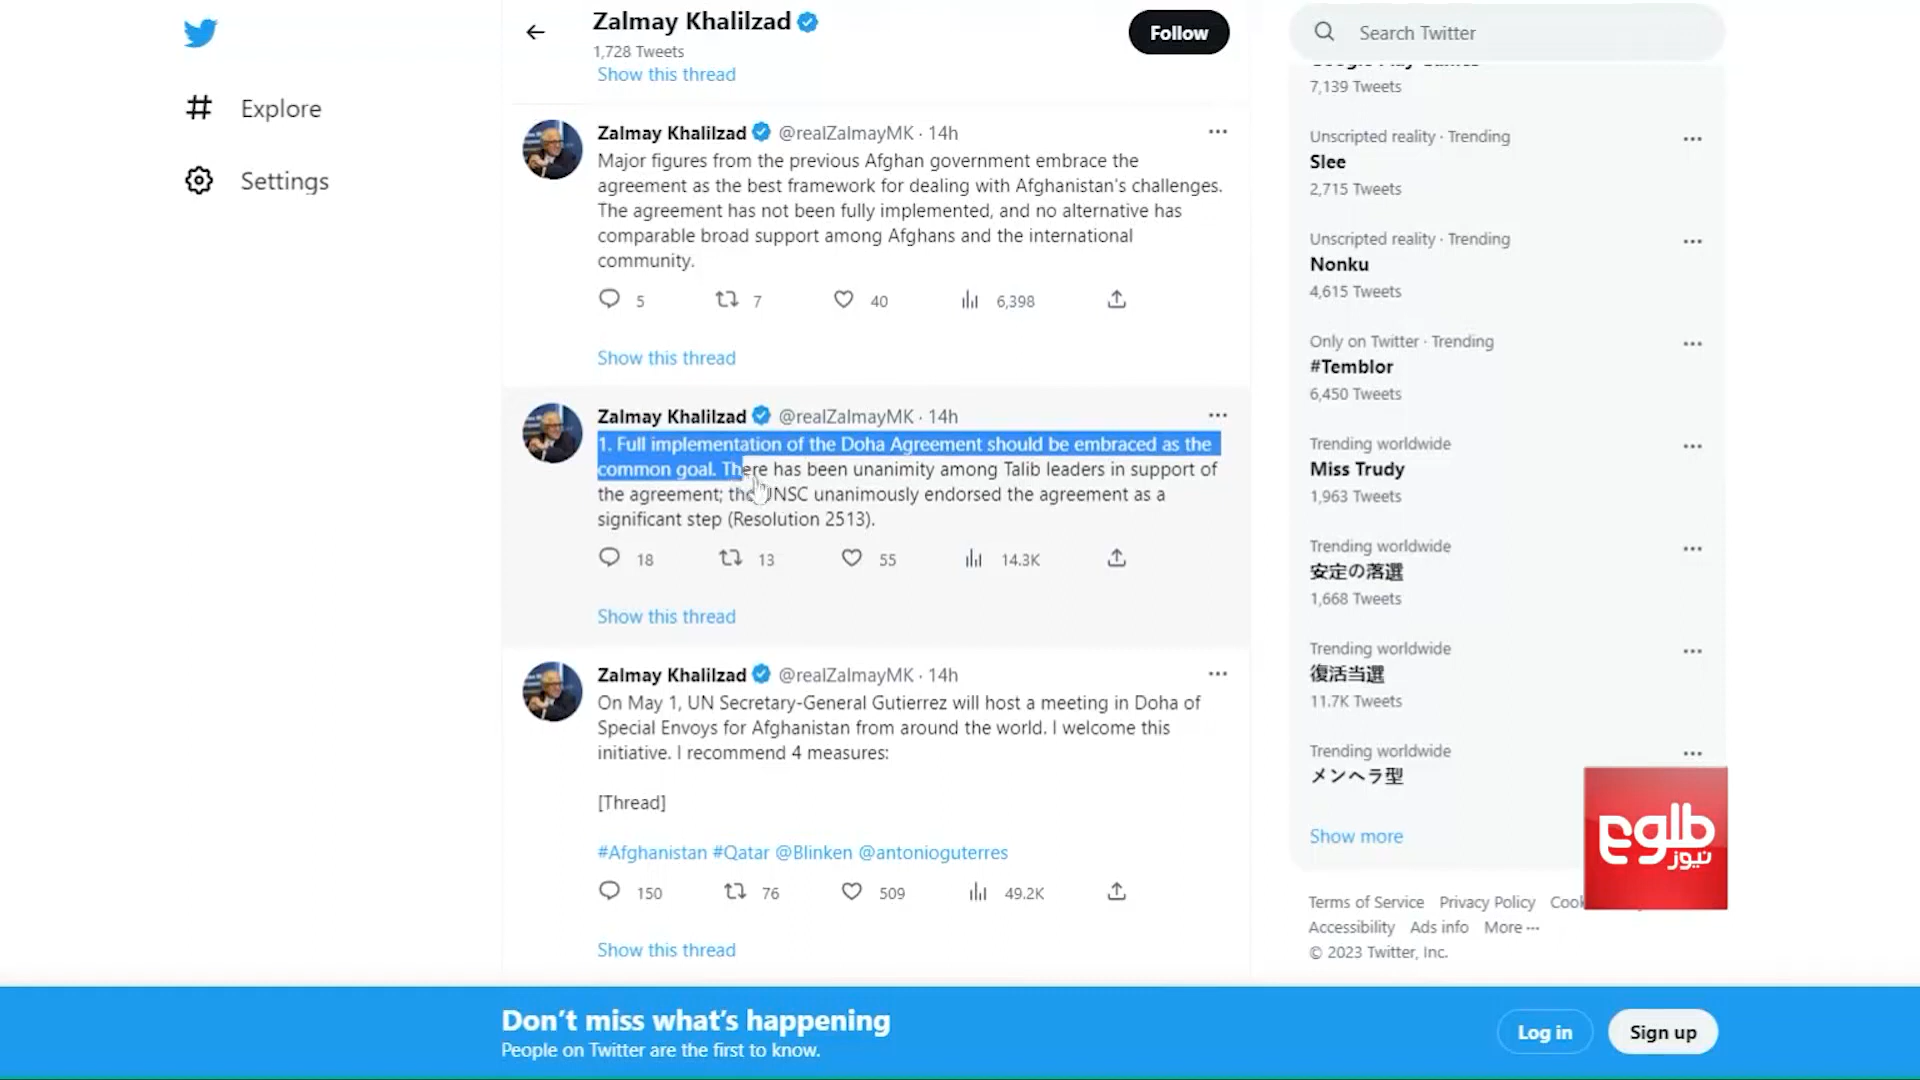 Explore
Settings
Zalmay Khalilzad
1,728 Tweets
Show this thread
Follow
Zalmay Khalilzad @realZalmayMK · 14h
Major figures from the previous Afghan government embrace the
agreement as the best framework for dealing with Afghanistan's challenges.
The agreement has not been fully implemented, and no alternative has
comparable broad support among Afghans and the international
community.
5 7 40 6,398
Show this thread
Zalmay Khalilzad @realZalmayMK · 14h
1. Full implementation of the Doha Agreement should be embraced as the
common goal. There has been unanimity among Talib leaders in support of
the agreement; the UNSC unanimously endorsed the agreement as a
significant step (Resolution 2513).
18 13 55 14.3K
Show this thread
Zalmay Khalilzad @realZalmayMK · 14h
On May 1, UN Secretary-General Gutierrez will host a meeting in Doha of
Special Envoys for Afghanistan from around the world. I welcome this
initiative. I recommend 4 measures:
[Thread]
#Afghanistan #Qatar @Blinken @antonioguterres
150 76 509 49.2K
Show this thread
Search Twitter
7,139 Tweets
Unscripted reality · Trending
Slee
2,715 Tweets
Unscripted reality · Trending
Nonku
4,615 Tweets
Only on Twitter · Trending
#Temblor
6,450 Tweets
Trending worldwide
Miss Trudy
1,963 Tweets
Trending worldwide
安定の落選
1,668 Tweets
Trending worldwide
復活当選
11.7K Tweets
Trending worldwide
メンヘラ型
Show more
طلوع
نیوز
Terms of Service Privacy Policy
Accessibility Ads info More ···
© 2023 Twitter, Inc.
Don't miss what's happening
People on Twitter are the first to know.
Log in
Sign up